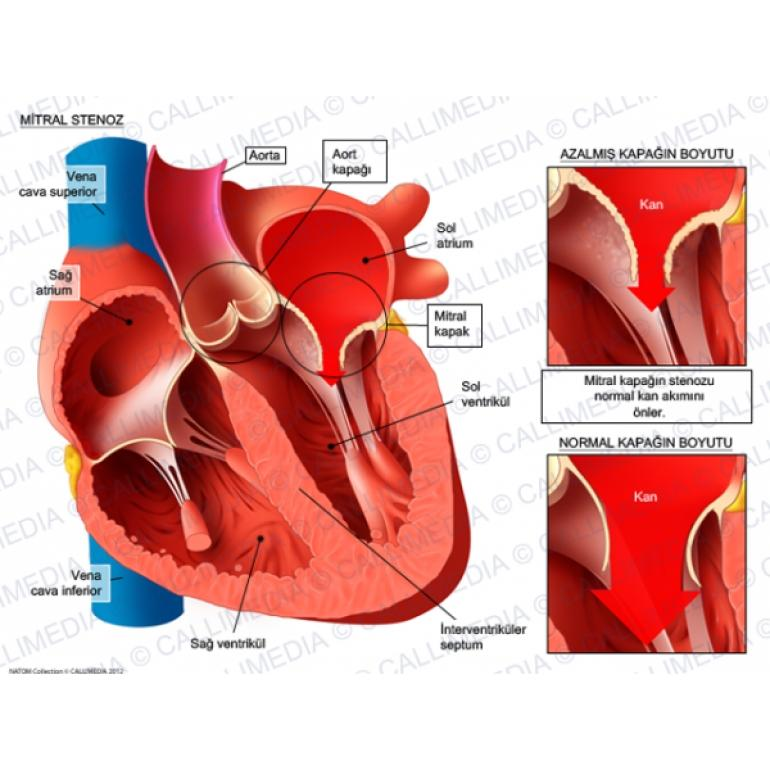 MİTRAL STENOZ
Vena
cava superior
Aorta
Aort
kapağı
Sol
atrium
Sağ
atrium
Mitral
kapak
Sol
ventrikül
Vena
cava inferior
Sağ ventrikül
İnterventriküler
septum
AZALMIŞ KAPAĞIN BOYUTU
Kan
Mitral kapağın stenozu
normal kan akımını
önler.
NORMAL KAPAĞIN BOYUTU
Kan
NATOM Collection © CALLIMEDIA 2012
CALLIMEDIA © CALLIMEDIA © CALLIMEDIA